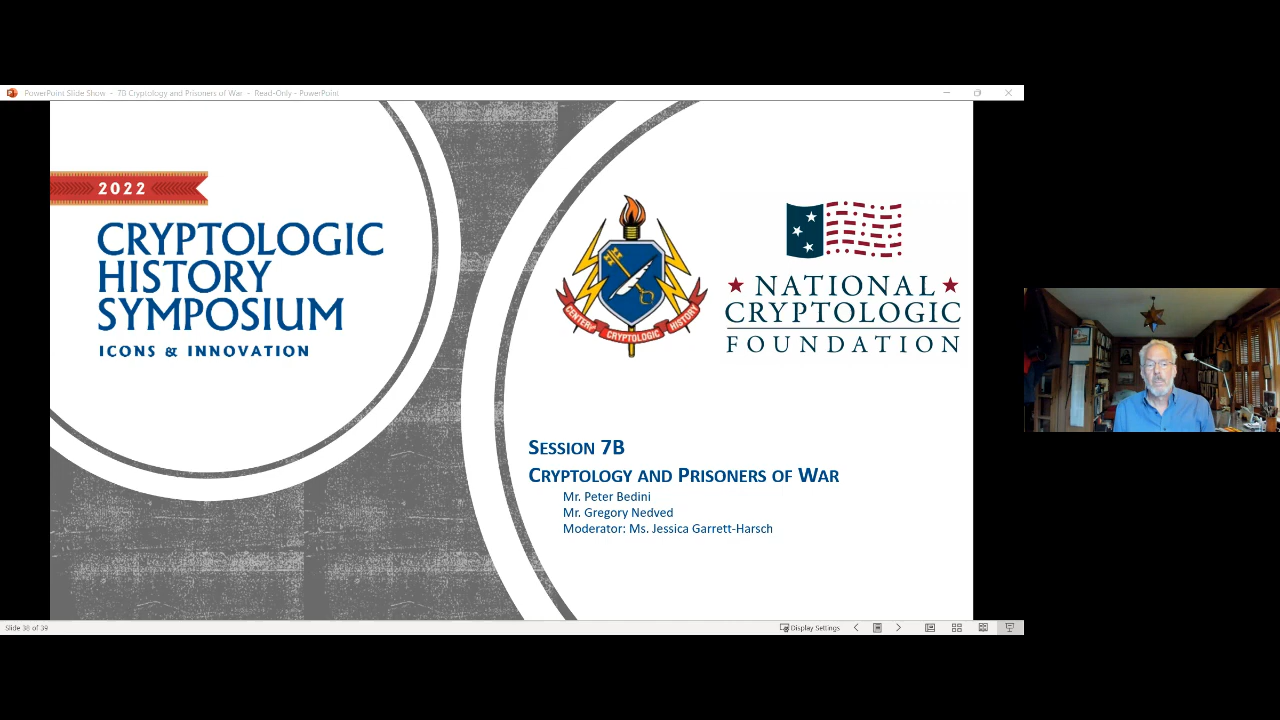 PowerPoint Slide Show - 7B Cryptology and Prisoners of War - Read-Only - PowerPoint
2022
CRYPTOLOGIC
HISTORY
SYMPOSIUM
ICONS & INNOVATION
CENTER for CRYPTOLOGIC HISTORY
NATIONAL
CRYPTOLOGIC
FOUNDATION
SESSION 7B
CRYPTOLOGY AND PRISONERS OF WAR
Mr. Peter Bedini
Mr. Gregory Nedved
Moderator: Ms. Jessica Garrett-Harsch
Slide 38 of 39
Display Settings